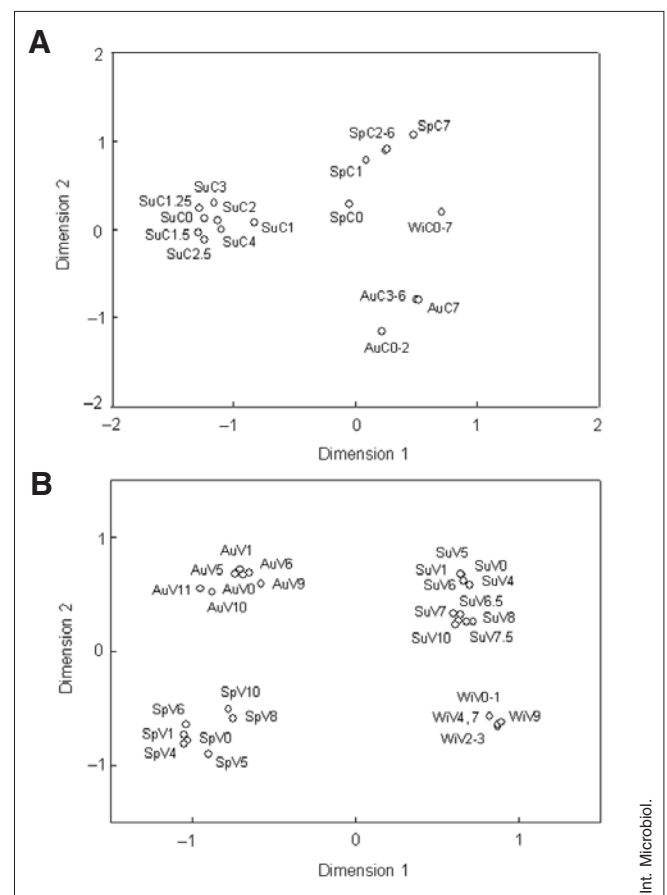 A
2
1
0
−1
−2
−2
−1
0
1
2
Dimension 2
Dimension 1
SpC7
SpC2-6
SpC1
SpC0
WiC0-7
SuC3
SuC1.25
SuC2
SuC0
SuC1
SuC1.5
SuC4
SuC2.5
AuC3-6
AuC7
AuC0-2
B
1
0
−1
−1
0
1
Dimension 2
Dimension 1
AuV1
AuV5
AuV6
AuV11
AuV0
AuV9
AuV10
SuV5
SuV1
SuV0
SuV6
SuV4
SuV6.5
SuV7
SuV8
SuV10
SuV7.5
SpV10
SpV6
SpV8
SpV1
SpV0
SpV4
SpV5
WiV0-1
WiV4,7
WiV9
WiV2-3
Int. Microbiol.